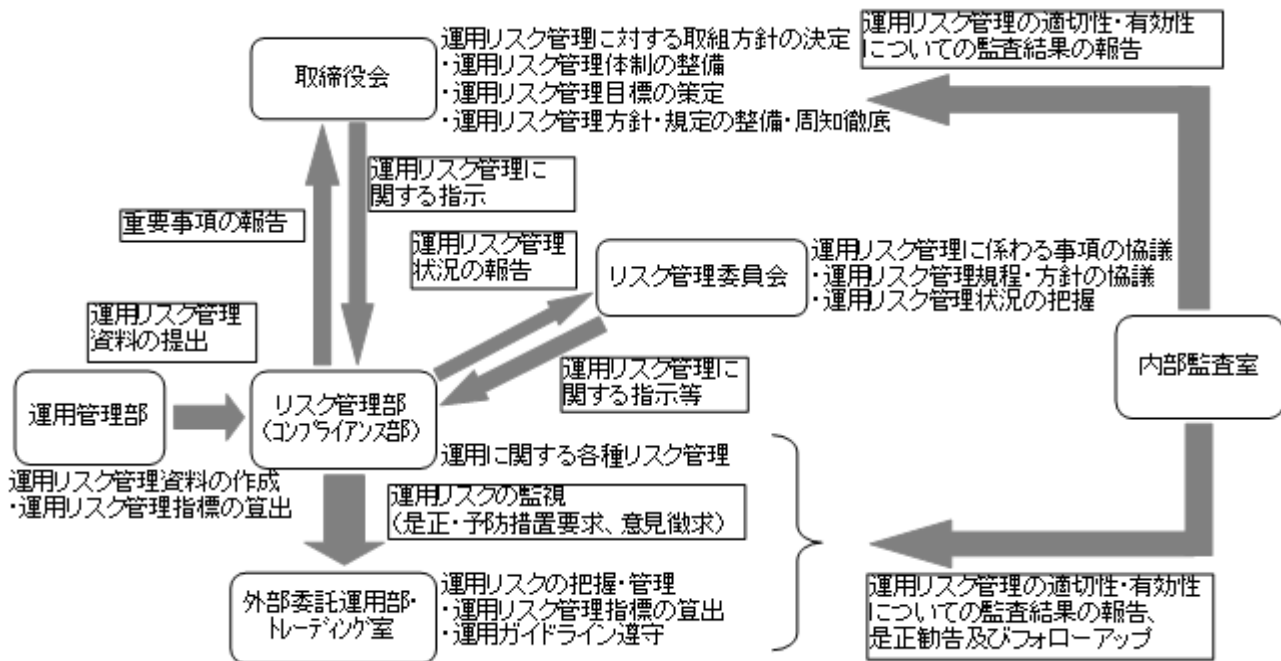 運用リスク管理の適切性・有効性
についての監査結果の報告
運用リスク管理に対する取組方針の決定
・運用リスク管理体制の整備
・運用リスク管理目標の策定
・運用リスク管理方針・規定の整備・周知徹底
取締役会
運用リスク管理に
関する指示
重要事項の報告
運用リスク管理
状況の報告
リスク管理委員会
運用リスク管理に係わる事項の協議
・運用リスク管理規程・方針の協議
・運用リスク管理状況の把握
運用リスク管理
資料の提出
内部監査室
運用リスク管理に
関する指示等
運用管理部
リスク管理部
（コンプライアンス部）
運用に関する各種リスク管理
運用リスク管理資料の作成
・運用リスク管理指標の算出
運用リスクの監視
（是正・予防措置要求、意見徴求）
外部委託運用部・
トレーディング室
運用リスクの把握・管理
・運用リスク管理指標の算出
・運用ガイドライン遵守
運用リスク管理の適切性・有効性
についての監査結果の報告、
是正勧告及びフォローアップ